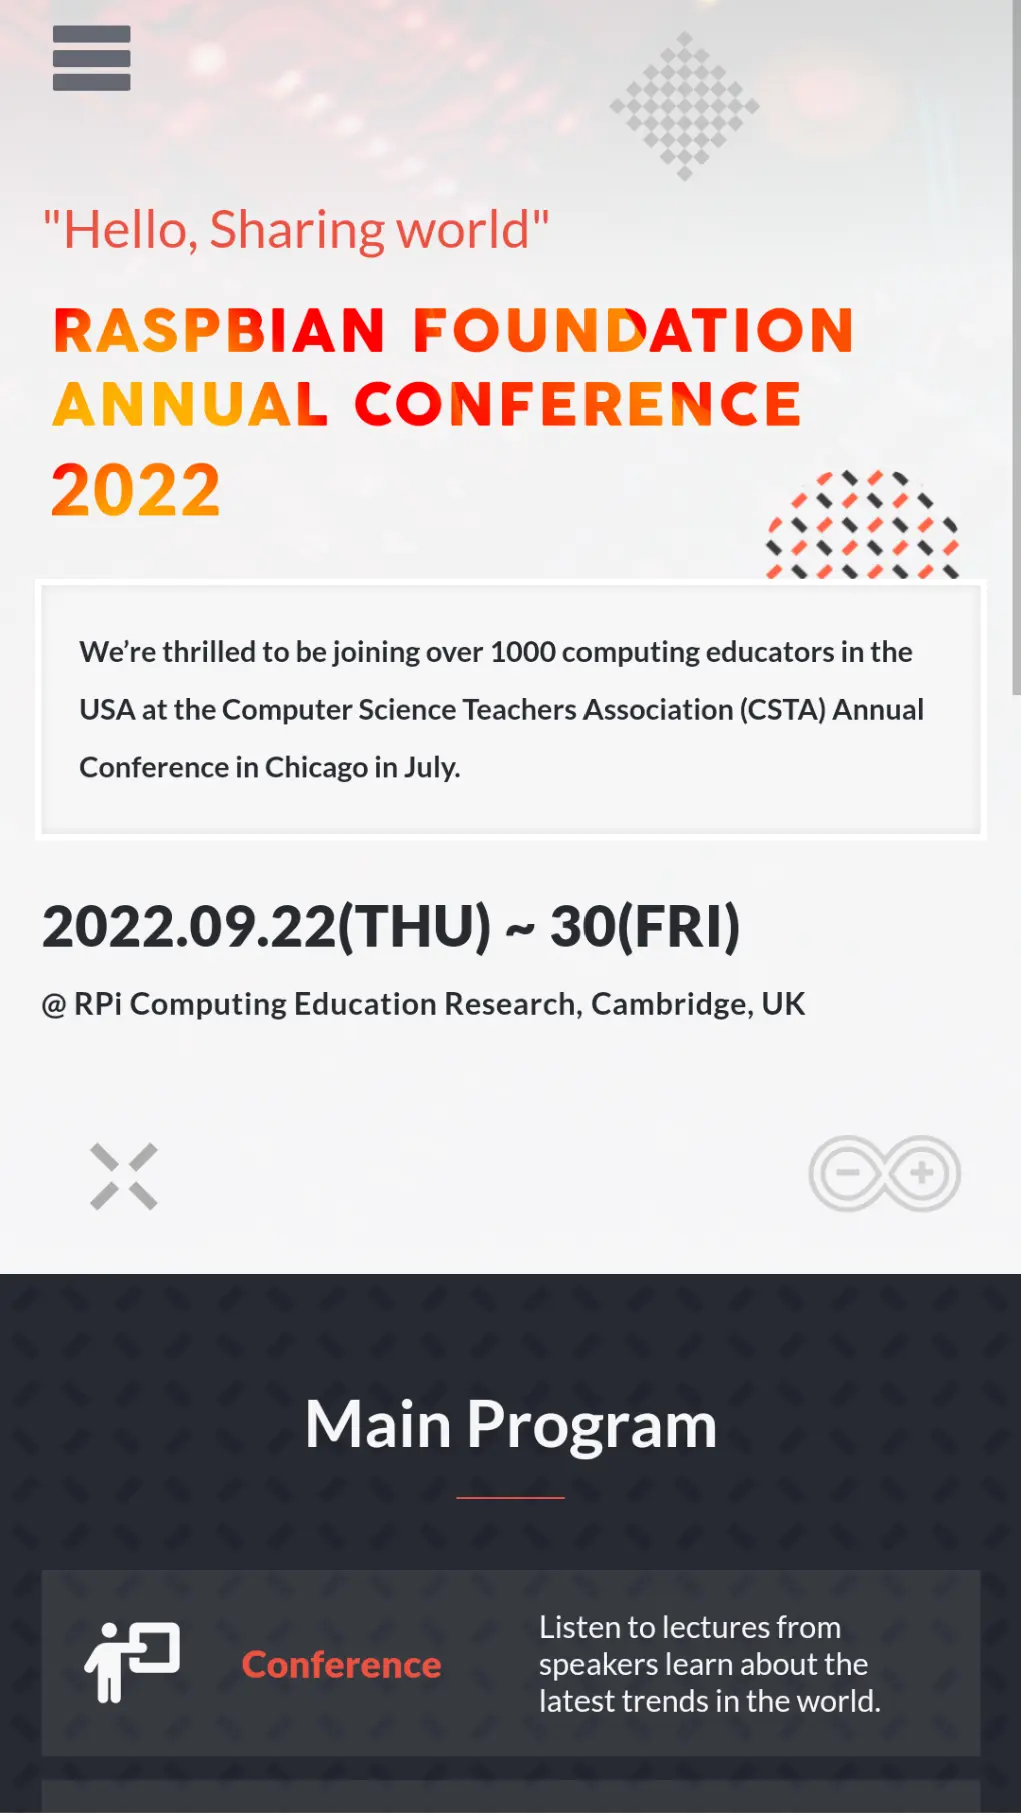 "Hello, Sharing world"
RASPBIAN FOUNDATION
ANNUAL CONFERENCE
2022
We’re thrilled to be joining over 1000 computing educators in the
USA at the Computer Science Teachers Association (CSTA) Annual
Conference in Chicago in July.
2022.09.22(THU) ~ 30(FRI)
@ RPi Computing Education Research, Cambridge, UK
Main Program
Conference
Listen to lectures from
speakers learn about the
latest trends in the world.